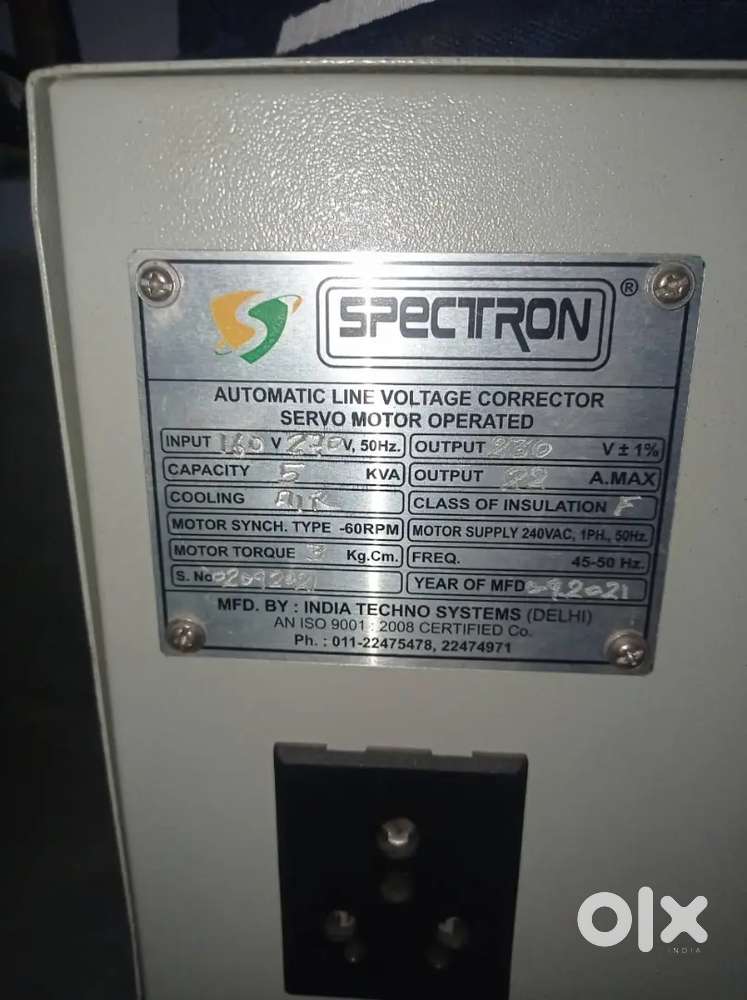 SPECTRON ®
AUTOMATIC LINE VOLTAGE CORRECTOR
SERVO MOTOR OPERATED
INPUT 160 V 270 V, 50Hz. OUTPUT 230 V ± 1%
CAPACITY 5 KVA OUTPUT 22 A.MAX
COOLING AIR CLASS OF INSULATION F
MOTOR SYNCH. TYPE -60RPM MOTOR SUPPLY 240VAC, 1PH., 50Hz.
MOTOR TORQUE 3 Kg.Cm. FREQ. 45-50 Hz.
S. No YEAR OF MFD
MFD. BY : INDIA TECHNO SYSTEMS (DELHI)
AN ISO 9001 : 2008 CERTIFIED Co.
Ph. : 011-22475478, 22474971
olx
INDIA